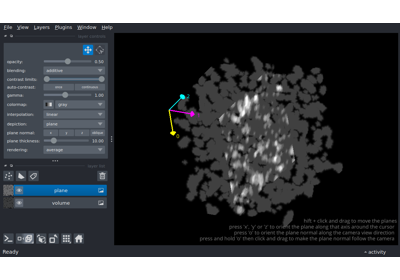 File View Layers Plugins Window Help
layer controls
opacity: 0.50
blending: additive
contrast limits:
auto-contrast: once continuous
gamma: 1.00
colormap: gray
interpolation: linear
depiction: plane
plane normal: x y z oblique
plane thickness: 10.00
rendering: average
layer list
plane
volume
hift + click and drag to move the planes
press 'x', 'y' or 'z' to orient the plane along that axis around the cursor
press 'o' to orient the plane normal along the camera view direction
press and hold 'o' then click and drag to make the plane normal follow the camera
Ready
activity